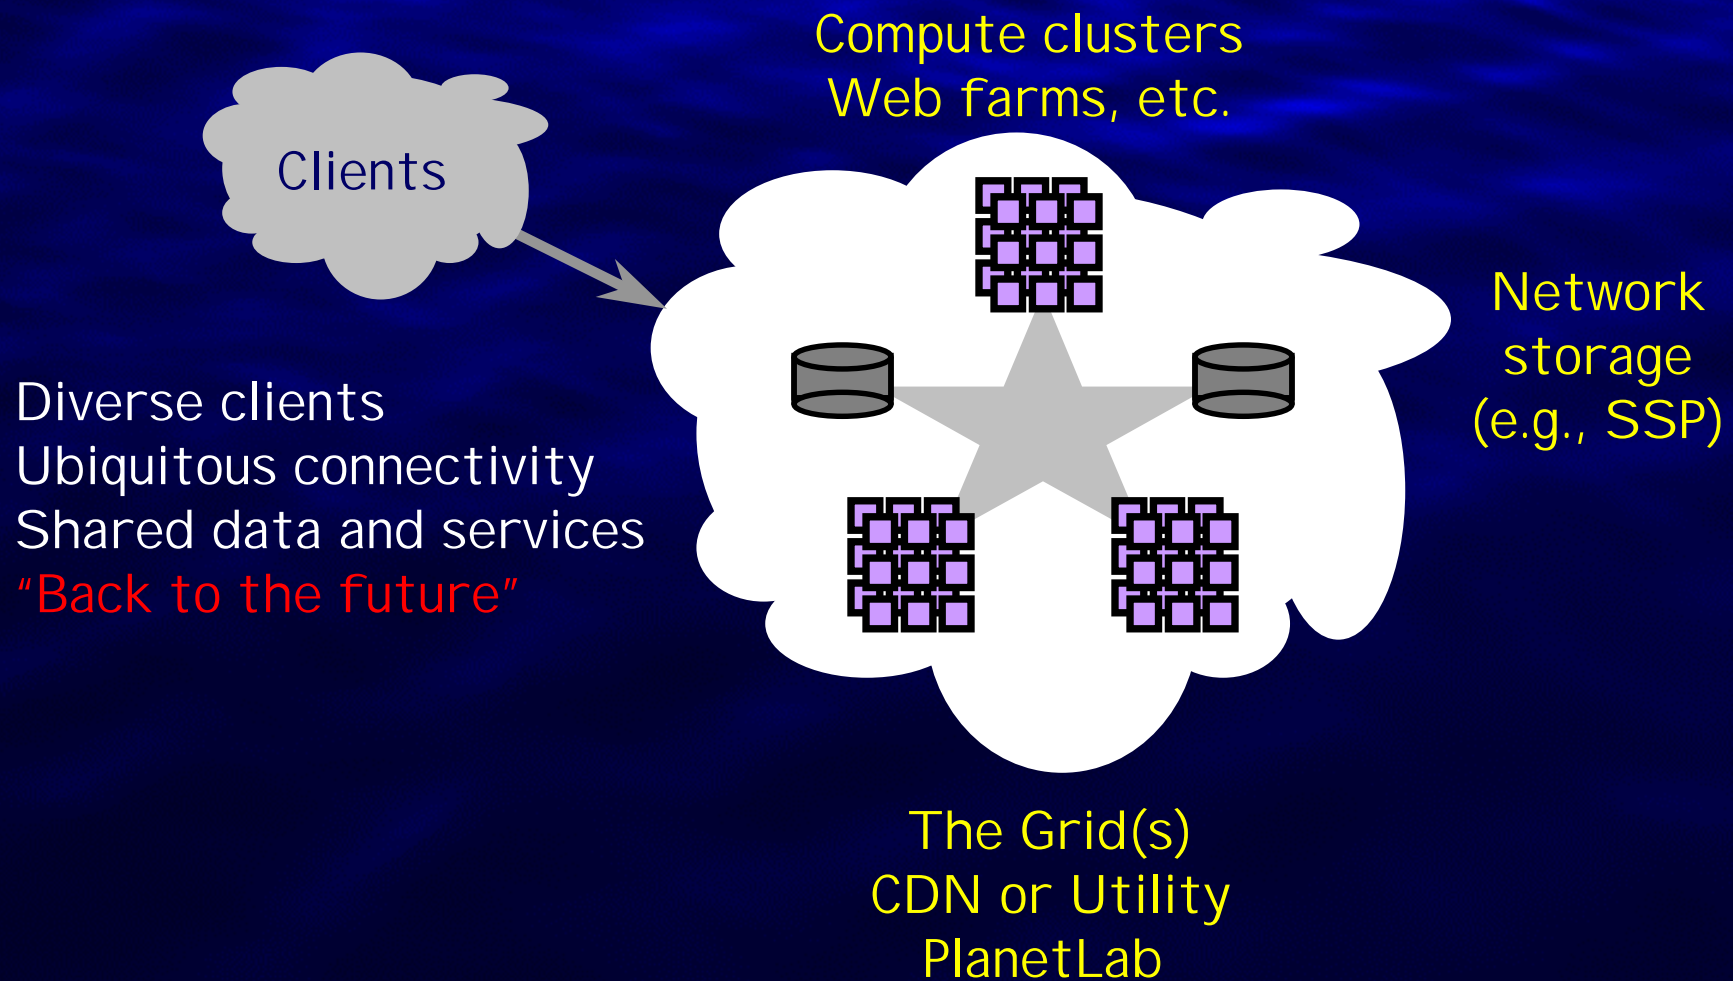 Compute clusters
Web farms, etc.
Clients
Network
storage
(e.g., SSP)
Diverse clients
Ubiquitous connectivity
Shared data and services
“Back to the future”
The Grid(s)
CDN or Utility
PlanetLab